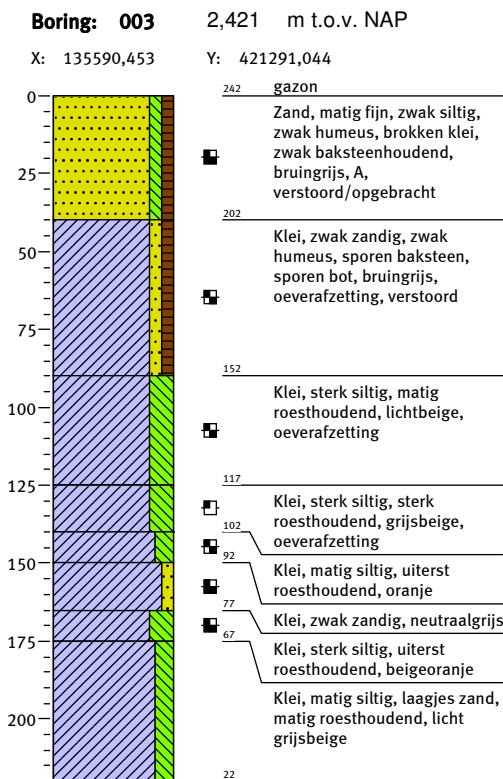 Boring: 003 2,421 m t.o.v. NAP
X: 135590,453 Y: 421291,044
0
25
50
75
100
125
150
175
200
242 gazon
Zand, matig fijn, zwak siltig,
zwak humeus, brokken klei,
zwak baksteenhoudend,
bruingrijs, A,
verstoord/opgebracht
202
Klei, zwak zandig, zwak
humeus, sporen baksteen,
sporen bot, bruingrijs,
oeverafzetting, verstoord
152
Klei, sterk siltig, matig
roesthoudend, lichtbeige,
oeverafzetting
117
Klei, sterk siltig, sterk
roesthoudend, grijsbeige,
oeverafzetting
102
Klei, matig siltig, uiterst
roesthoudend, oranje
92
Klei, zwak zandig, neutraalgrijs
77
Klei, sterk siltig, uiterst
roesthoudend, beigeoranje
67
Klei, matig siltig, laagjes zand,
matig roesthoudend, licht
grijsbeige
22